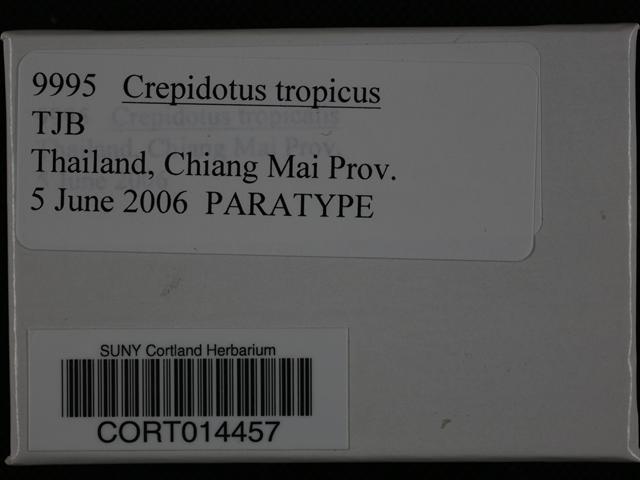 9995 Crepidotus tropicus
TJB
Thailand, Chiang Mai Prov.
5 June 2006 PARATYPE
SUNY Cortland Herbarium
CORT014457